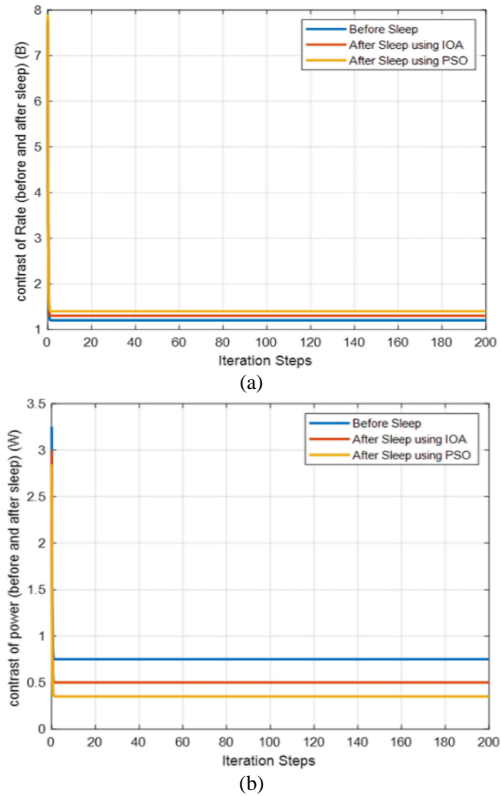 contrast of Rate (before and after sleep) (B)
8
7
6
5
4
3
2
1
Before Sleep
After Sleep using IOA
After Sleep using PSO
0 20 40 60 80 100 120 140 160 180 200
Iteration Steps
(a)
contrast of power (before and after sleep) (W)
3.5
3
2.5
2
1.5
1
0.5
0
Before Sleep
After Sleep using IOA
After Sleep using PSO
0 20 40 60 80 100 120 140 160 180 200
Iteration Steps
(b)